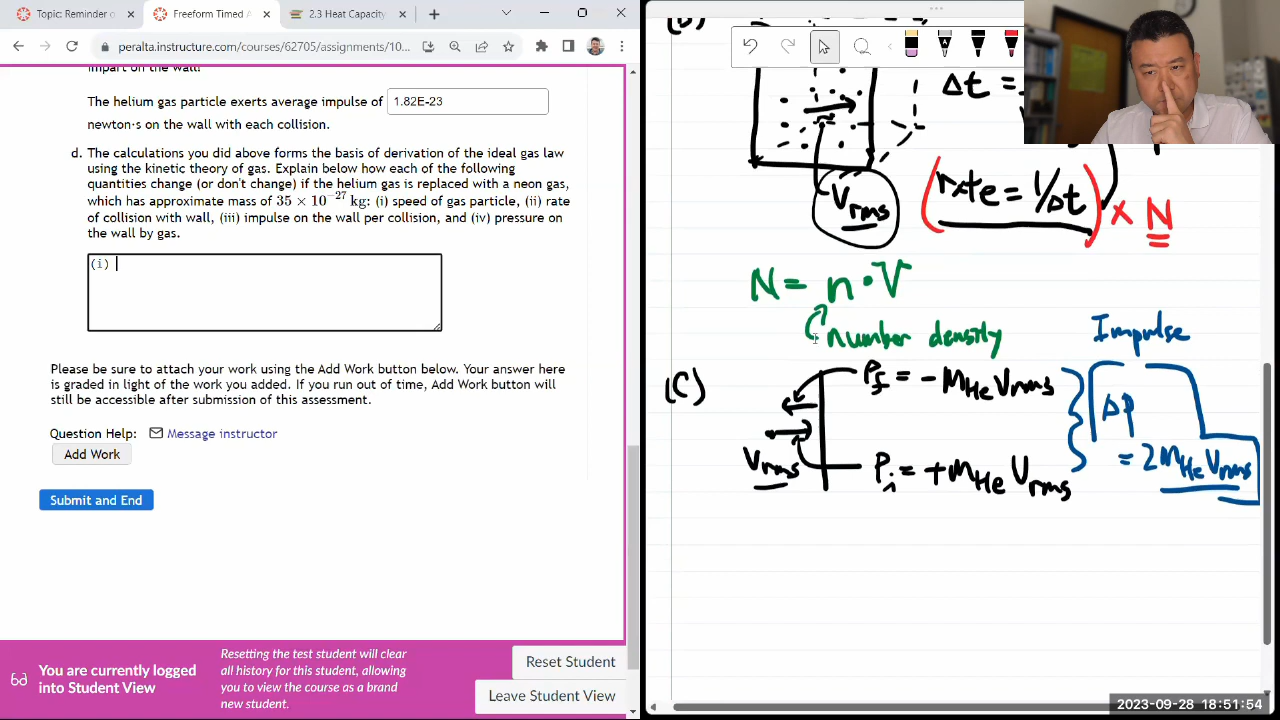 Topic Reminder o
Freeform Timed A
2.3 Heat Capacity
peralta.instructure.com/courses/62709/assignments/10...
impact on the wall.
The helium gas particle exerts average impulse of 1.82E-23
newtons on the wall with each collision.
d. The calculations you did above forms the basis of derivation of the ideal gas law
using the kinetic theory of gas. Explain below how each of the following
quantities change (or don't change) if the helium gas is replaced with a neon gas,
which has approximate mass of 35 × 10⁻²⁷ kg: (i) speed of gas particle, (ii) rate
of collision with wall, (iii) impulse on the wall per collision, and (iv) pressure on
the wall by gas.
(i)
Please be sure to attach your work using the Add Work button below. Your answer here
is graded in light of the work you added. If you run out of time, Add Work button will
still be accessible after submission of this assessment.
Question Help: Message instructor
Add Work
Submit and End
You are currently logged
into Student View
Resetting the test student will clear
all history for this student, allowing
you to view the course as a brand
new student.
Reset Student
Leave Student View
Δt =
Vrms
(rate = 1/Δt) × N
N = n · V
number density
Impulse
(C)
Pf = -MHe Vrms
Δp
= 2MHe Vrms
Vrms
Pi = +MHe Vrms
2023-09-28 18:51:54